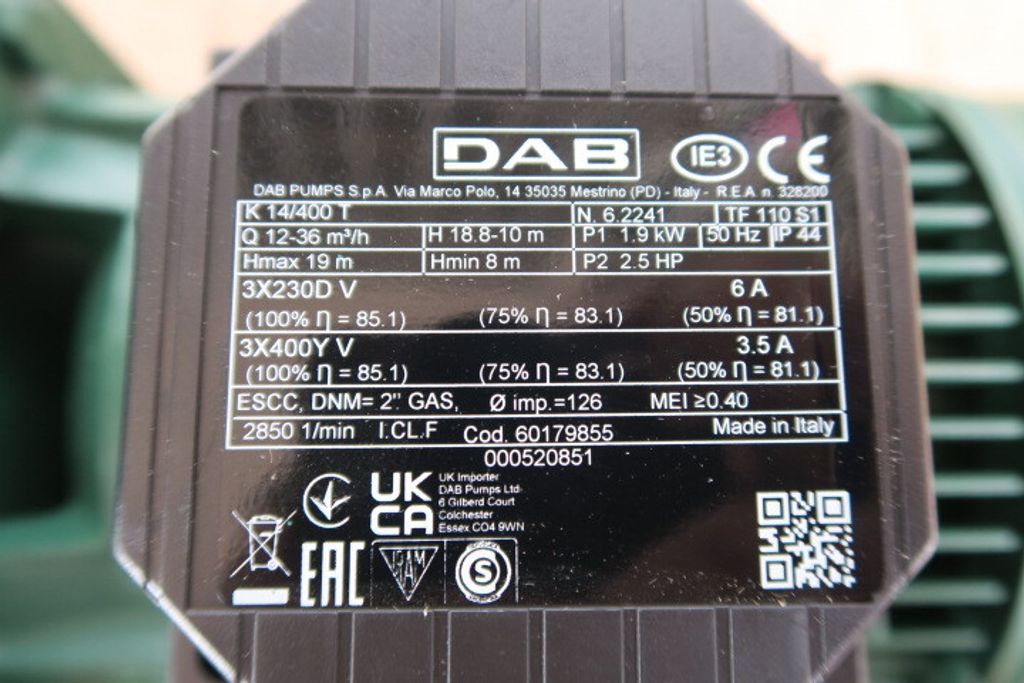 DAB IE3 CE
DAB PUMPS S.p.A. Via Marco Polo, 14 35035 Mestrino (PD) - Italy - R.E.A n. 328200
K 14/400 T N. 6.2241 TF 110 S1
Q 12-36 m³/h H 18.8-10 m P1 1.9 kW 50 Hz IP 44
Hmax 19 m Hmin 8 m P2 2.5 HP
3X230D V 6 A
(100% η = 85.1) (75% η = 83.1) (50% η = 81.1)
3X400Y V 3.5 A
(100% η = 85.1) (75% η = 83.1) (50% η = 81.1)
ESCC, DNM= 2" GAS, Ø imp.=126 MEI ≥0.40
2850 1/min I.CL.F Cod. 60179855 Made in Italy
000520851
UK
CA
UK Importer
DAB Pumps Ltd
6 Gilberd Court
Colchester
Essex CO4 9WN
EAC IRAM S